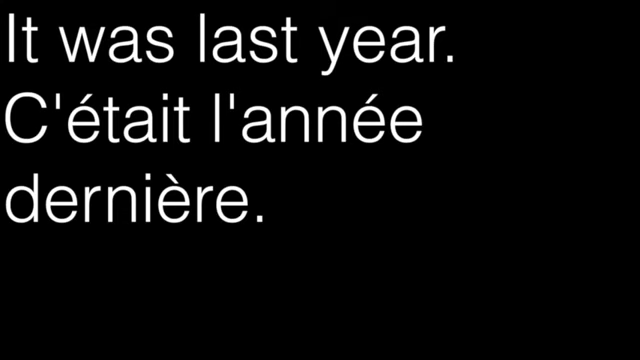 It was last year.
C'était l'année
dernière.